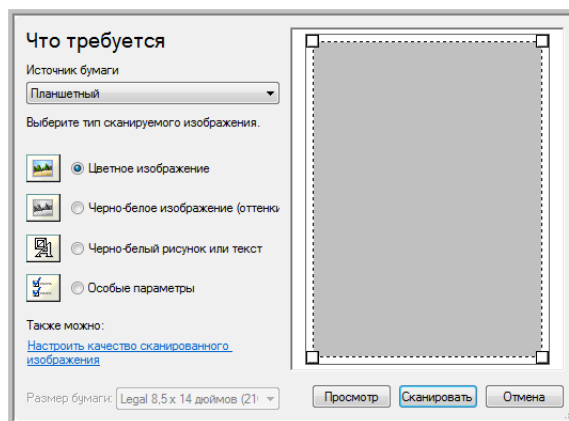 Что требуется
Источник бумаги
Планшетный
Выберите тип сканируемого изображения.
Цветное изображение
Черно-белое изображение (оттенки
Черно-белый рисунок или текст
Особые параметры
Также можно:
Настроить качество сканированного
изображения
Размер бумаги: Legal 8,5 x 14 дюймов (21
Просмотр Сканировать Отмена